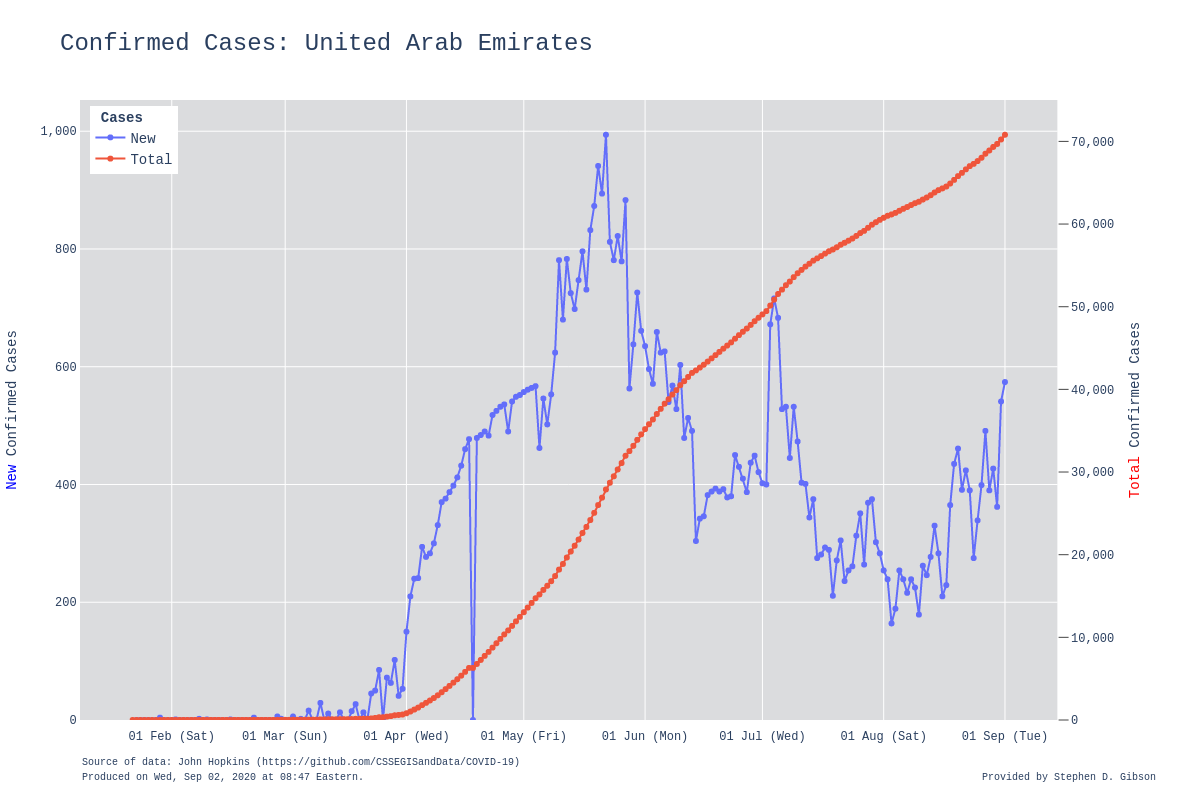 Confirmed Cases: United Arab Emirates
Cases
New
Total
1,000
800
600
400
200
0
70,000
60,000
50,000
40,000
30,000
20,000
10,000
0
New Confirmed Cases
Total Confirmed Cases
01 Feb (Sat) 01 Mar (Sun) 01 Apr (Wed) 01 May (Fri) 01 Jun (Mon) 01 Jul (Wed) 01 Aug (Sat) 01 Sep (Tue)
Source of data: John Hopkins (https://github.com/CSSEGISandData/COVID-19)
Produced on Wed, Sep 02, 2020 at 08:47 Eastern.
Provided by Stephen D. Gibson